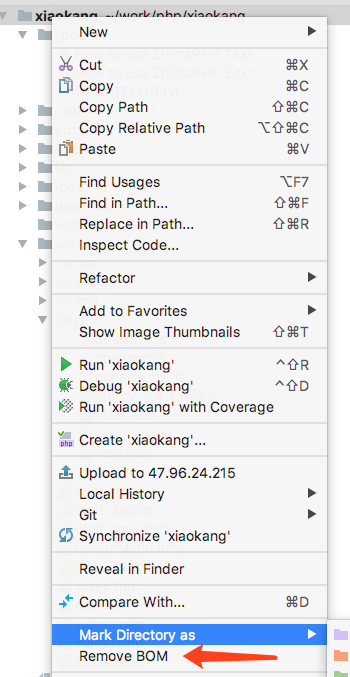 xiaokang ~/work/php/xiaokang
New
Cut ⌘X
Copy ⌘C
Copy Path ⇧⌘C
Copy Relative Path ⌥⇧⌘C
Paste ⌘V
Find Usages ⌥F7
Find in Path... ⇧⌘F
Replace in Path... ⇧⌘R
Inspect Code...
Refactor
Add to Favorites
Show Image Thumbnails ⇧⌘T
Run 'xiaokang' ^⇧R
Debug 'xiaokang' ^⇧D
Run 'xiaokang' with Coverage
php
Create 'xiaokang'...
Upload to 47.96.24.215
Local History
Git
Synchronize 'xiaokang'
Reveal in Finder
Compare With... ⌘D
Mark Directory as
Remove BOM